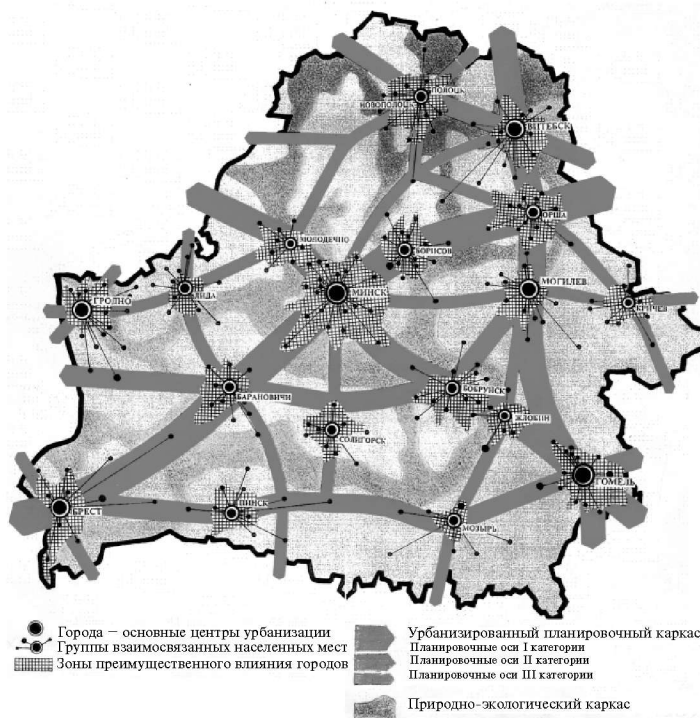 ПОЛОЦК
НОВОПОЛОЦК
ВИТЕБСК
ОРША
МОЛОДЕЧНО
БОРИСОВ
ЛИДА
МИНСК
МОГИЛЕВ
ГРОДНО
КРИЧЕВ
БАРАНОВИЧИ
БОБРУЙСК
ЖЛОБИН
СОЛИГОРСК
ГОМЕЛЬ
БРЕСТ
ПИНСК
МОЗЫРЬ
Города – основные центры урбанизации
Группы взаимосвязанных населенных мест
Зоны преимущественного влияния городов
Урбанизированный планировочный каркас
Планировочные оси I категории
Планировочные оси II категории
Планировочные оси III категории
Природно-экологический каркас